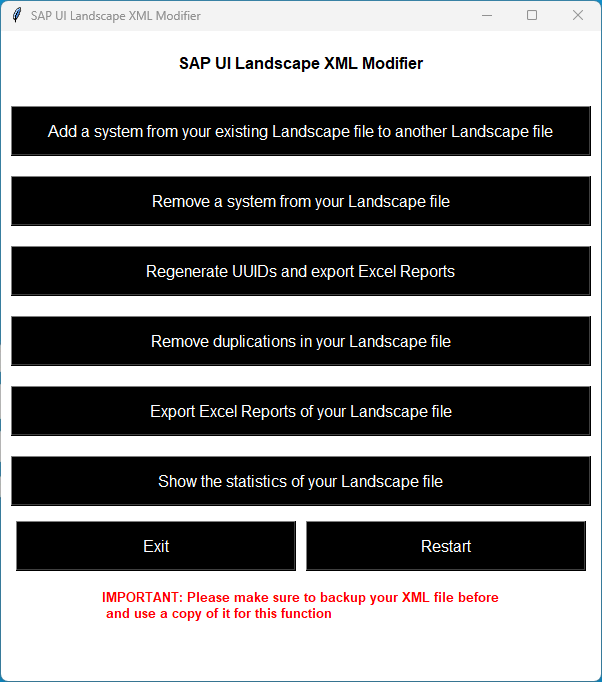 SAP UI Landscape XML Modifier
SAP UI Landscape XML Modifier
Add a system from your existing Landscape file to another Landscape file
Remove a system from your Landscape file
Regenerate UUIDs and export Excel Reports
Remove duplications in your Landscape file
Export Excel Reports of your Landscape file
Show the statistics of your Landscape file
Exit
Restart
IMPORTANT: Please make sure to backup your XML file before
and use a copy of it for this function